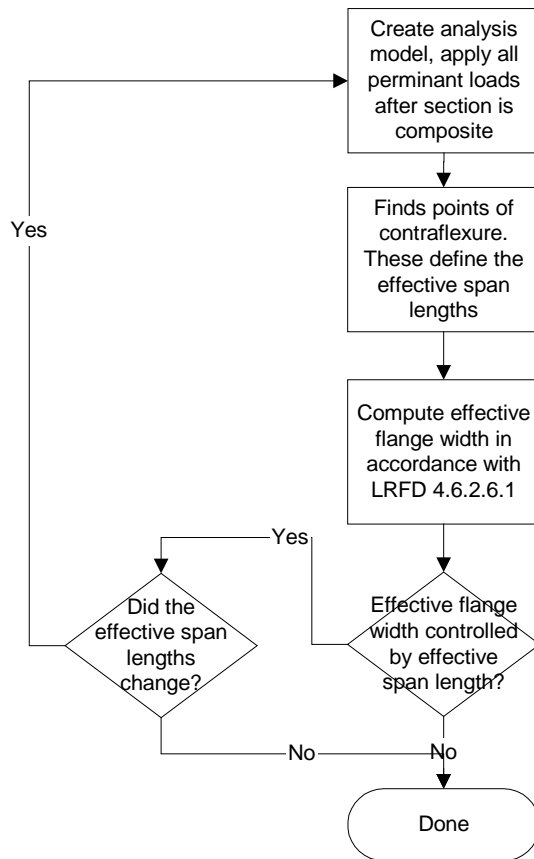 Create analysis
model, apply all
perminant loads
after section is
composite
Yes
Finds points of
contraflexure.
These define the
effective span
lengths
Compute effective
flange width in
accordance with
LRFD 4.6.2.6.1
Yes
Did the
effective span
lengths
change?
Effective flange
width controlled
by effective
span length?
No
No
Done